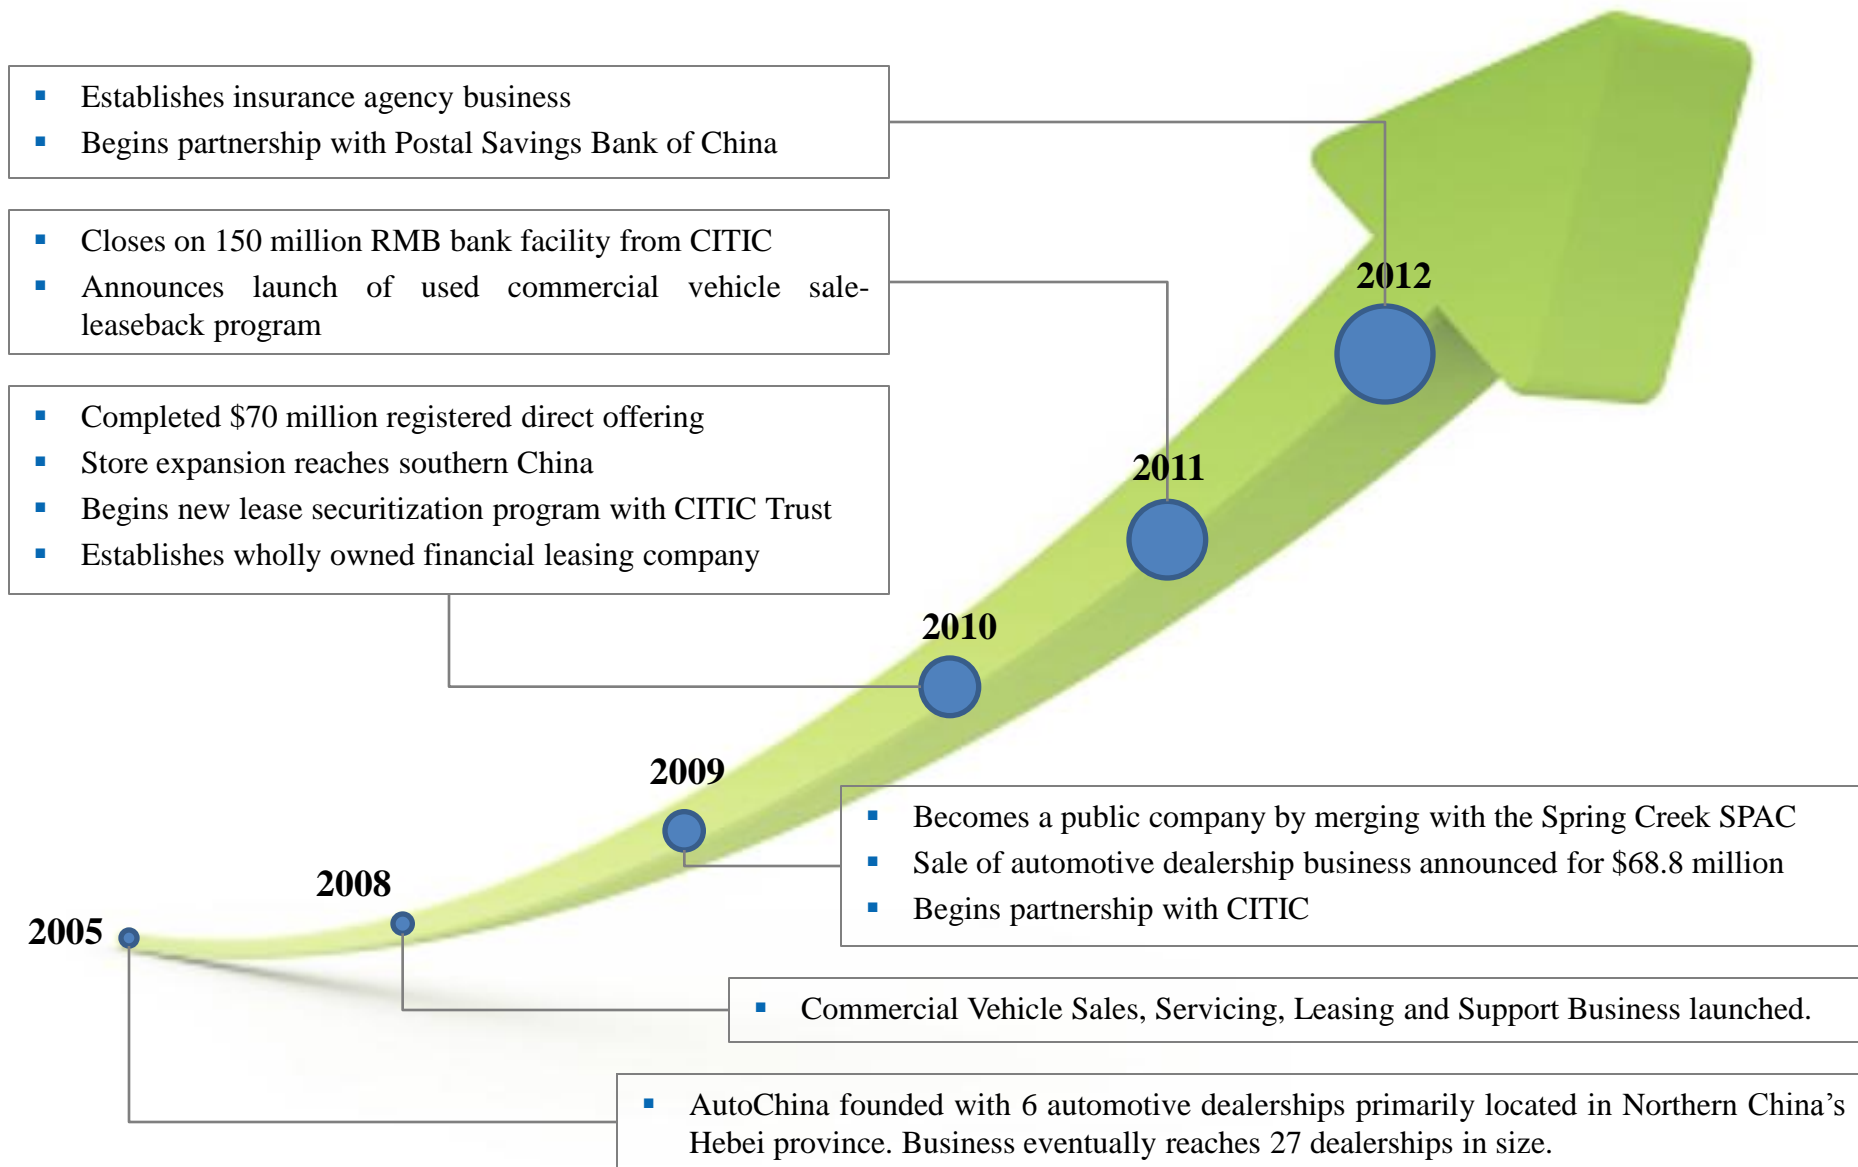 ▪ Establishes insurance agency business
▪ Begins partnership with Postal Savings Bank of China
▪ Closes on 150 million RMB bank facility from CITIC
▪ Announces launch of used commercial vehicle sale-
leaseback program
2012
▪ Completed $70 million registered direct offering
▪ Store expansion reaches southern China
▪ Begins new lease securitization program with CITIC Trust
▪ Establishes wholly owned financial leasing company
2011
2010
2009
▪ Becomes a public company by merging with the Spring Creek SPAC
▪ Sale of automotive dealership business announced for $68.8 million
▪ Begins partnership with CITIC
2008
2005
▪ Commercial Vehicle Sales, Servicing, Leasing and Support Business launched.
▪ AutoChina founded with 6 automotive dealerships primarily located in Northern China’s
Hebei province. Business eventually reaches 27 dealerships in size.